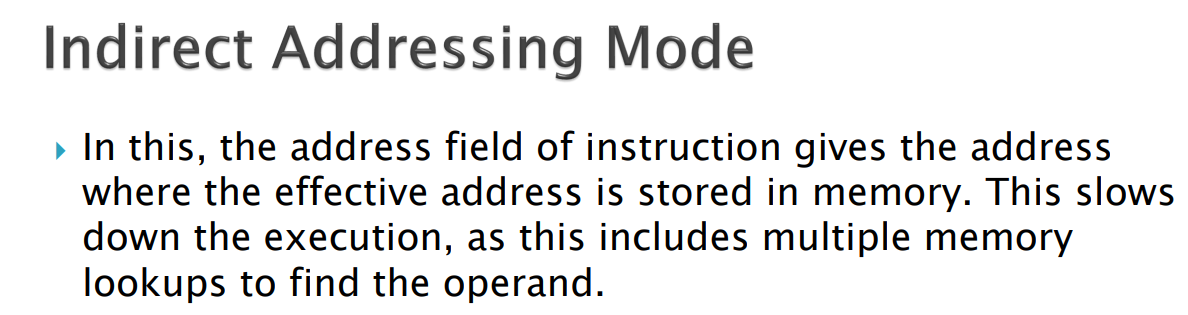 Indirect Addressing Mode
In this, the address field of instruction gives the address
where the effective address is stored in memory. This slows
down the execution, as this includes multiple memory
lookups to find the operand.